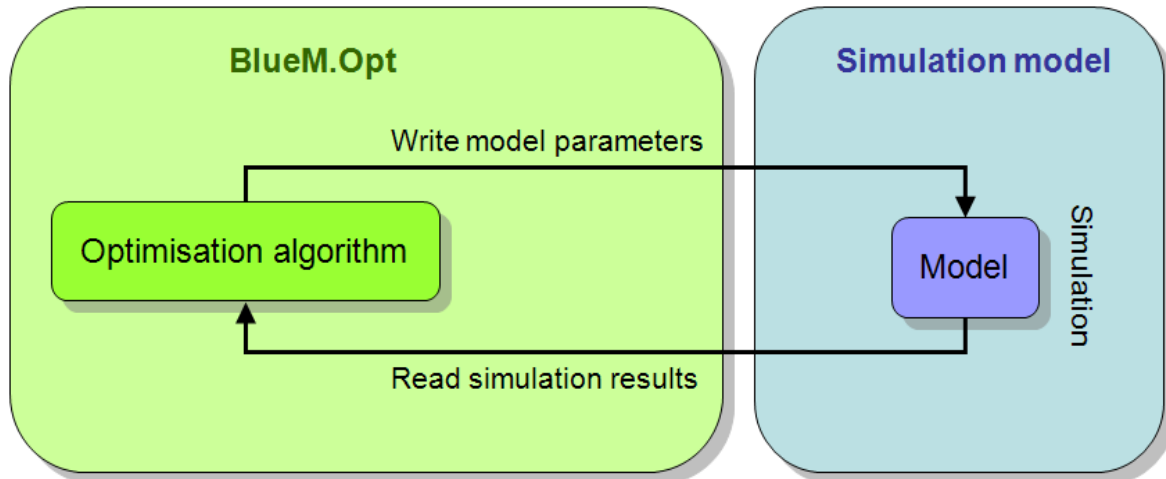 BlueM.Opt
Simulation model
Write model parameters
Optimisation algorithm
Model
Simulation
Read simulation results